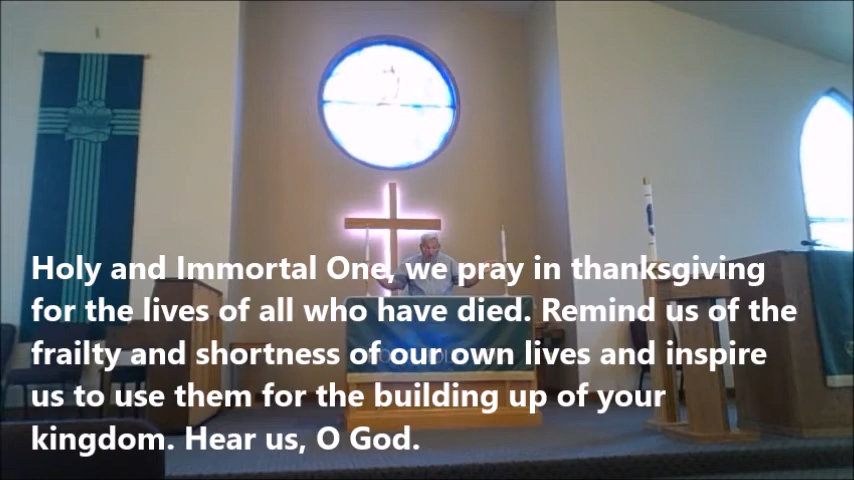 Holy and Immortal One, we pray in thanksgiving
for the lives of all who have died. Remind us of the
frailty and shortness of our own lives and inspire
us to use them for the building up of your
kingdom. Hear us, O God.